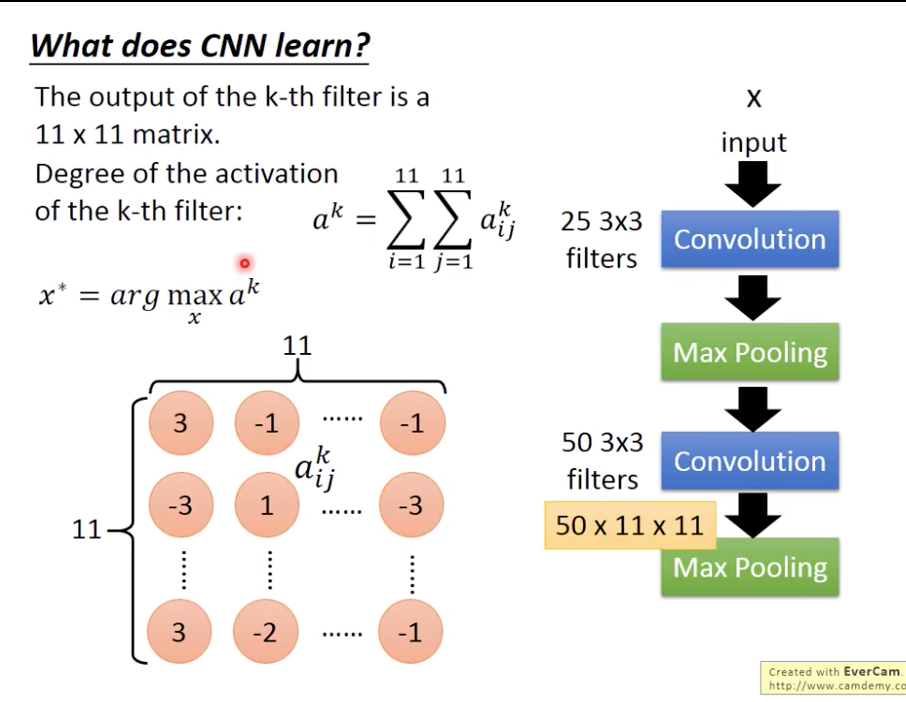 What does CNN learn?
The output of the k-th filter is a
11 x 11 matrix.
Degree of the activation
of the k-th filter:
a^k = \sum_{i=1}^{11} \sum_{j=1}^{11} a_{ij}^k
x^* = arg \max_x a^k
11
11
3 -1 …… -1
a_{ij}^k
-3 1 …… -3
3 -2 …… -1
x
input
25 3x3
filters
Convolution
Max Pooling
50 3x3
filters
Convolution
50 x 11 x 11
Max Pooling
Created with EverCam.
http://www.camdemy.co